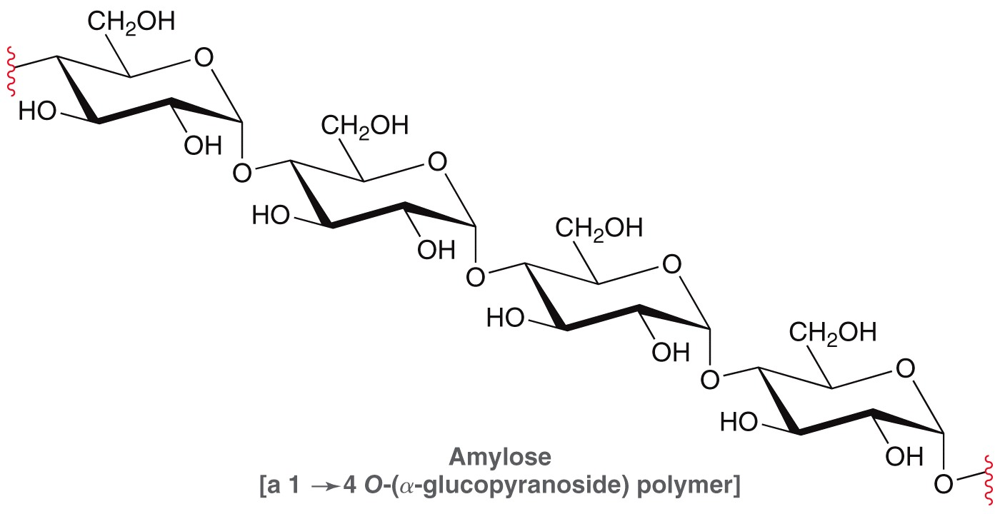 CH₂OH
O
HO
OH
O
CH₂OH
O
HO
OH
O
CH₂OH
O
HO
OH
O
CH₂OH
O
HO
OH
O
Amylose
[a 1 → 4 O-(α-glucopyranoside) polymer]